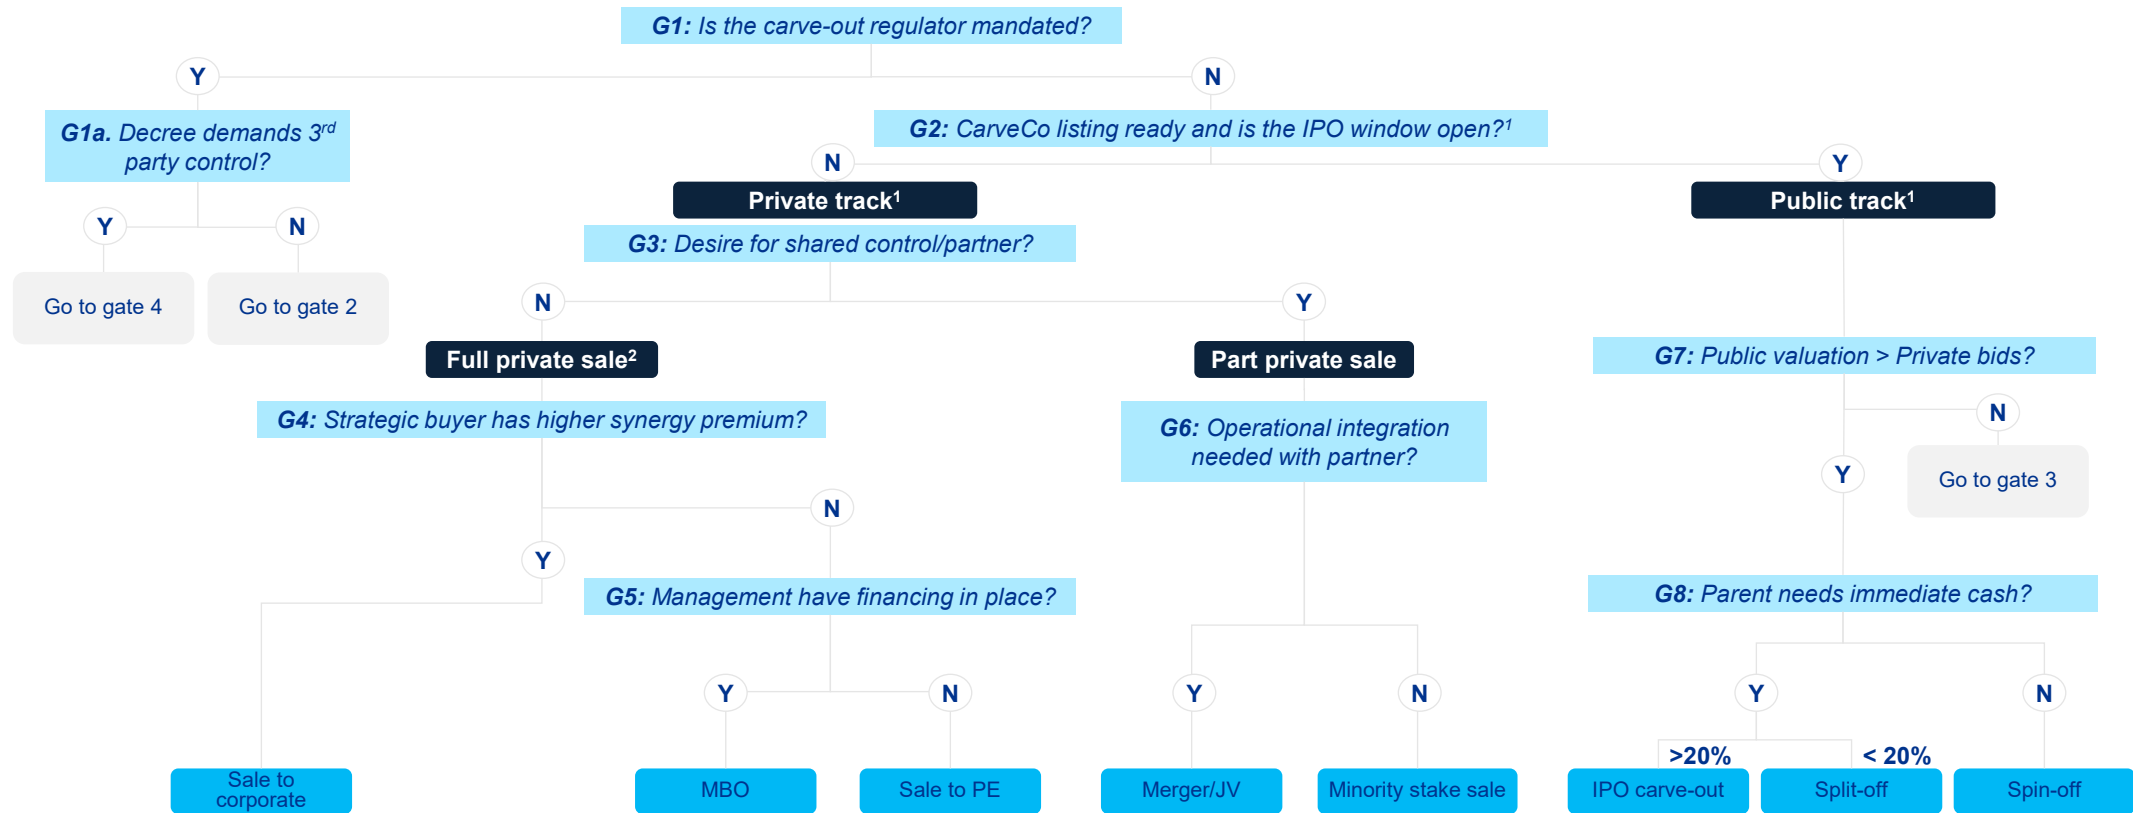 G1: Is the carve-out regulator mandated?
Y
N
G1a. Decree demands 3rd
party control?
G2: CarveCo listing ready and is the IPO window open?1
N
Y
Private track1
Public track1
Y
N
G3: Desire for shared control/partner?
Go to gate 4
Go to gate 2
N
Y
Full private sale2
Part private sale
G7: Public valuation > Private bids?
G4: Strategic buyer has higher synergy premium?
G6: Operational integration
needed with partner?
N
Y
Go to gate 3
N
Y
G5: Management have financing in place?
G8: Parent needs immediate cash?
Y
N
Y
N
Y
N
>20%
< 20%
Sale to
corporate
MBO
Sale to PE
Merger/JV
Minority stake sale
IPO carve-out
Split-off
Spin-off